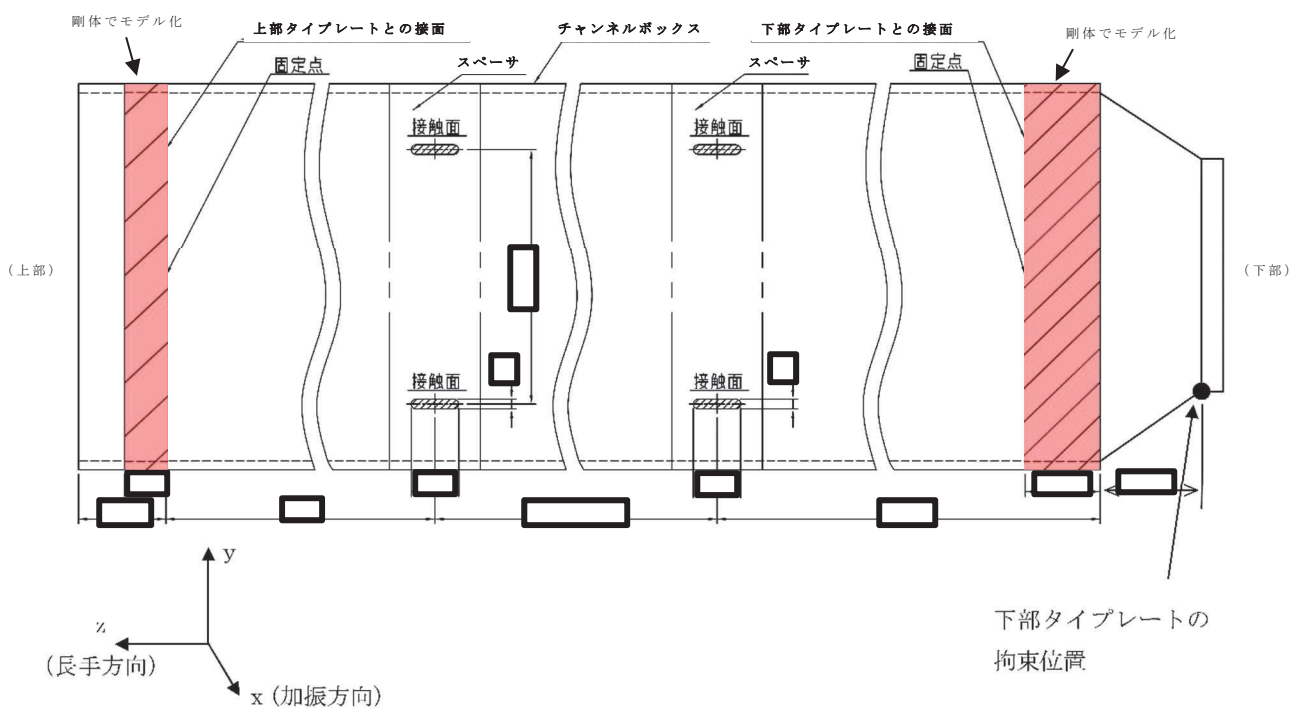 剛体でモデル化
上部タイプレートとの接面
チャンネルボックス
下部タイプレートとの接面
剛体でモデル化
固定点
スペーサ
スペーサ
固定点
接触面
接触面
(上部)
(下部)
接触面
接触面
y
z
(長手方向)
x (加振方向)
下部タイプレートの
拘束位置